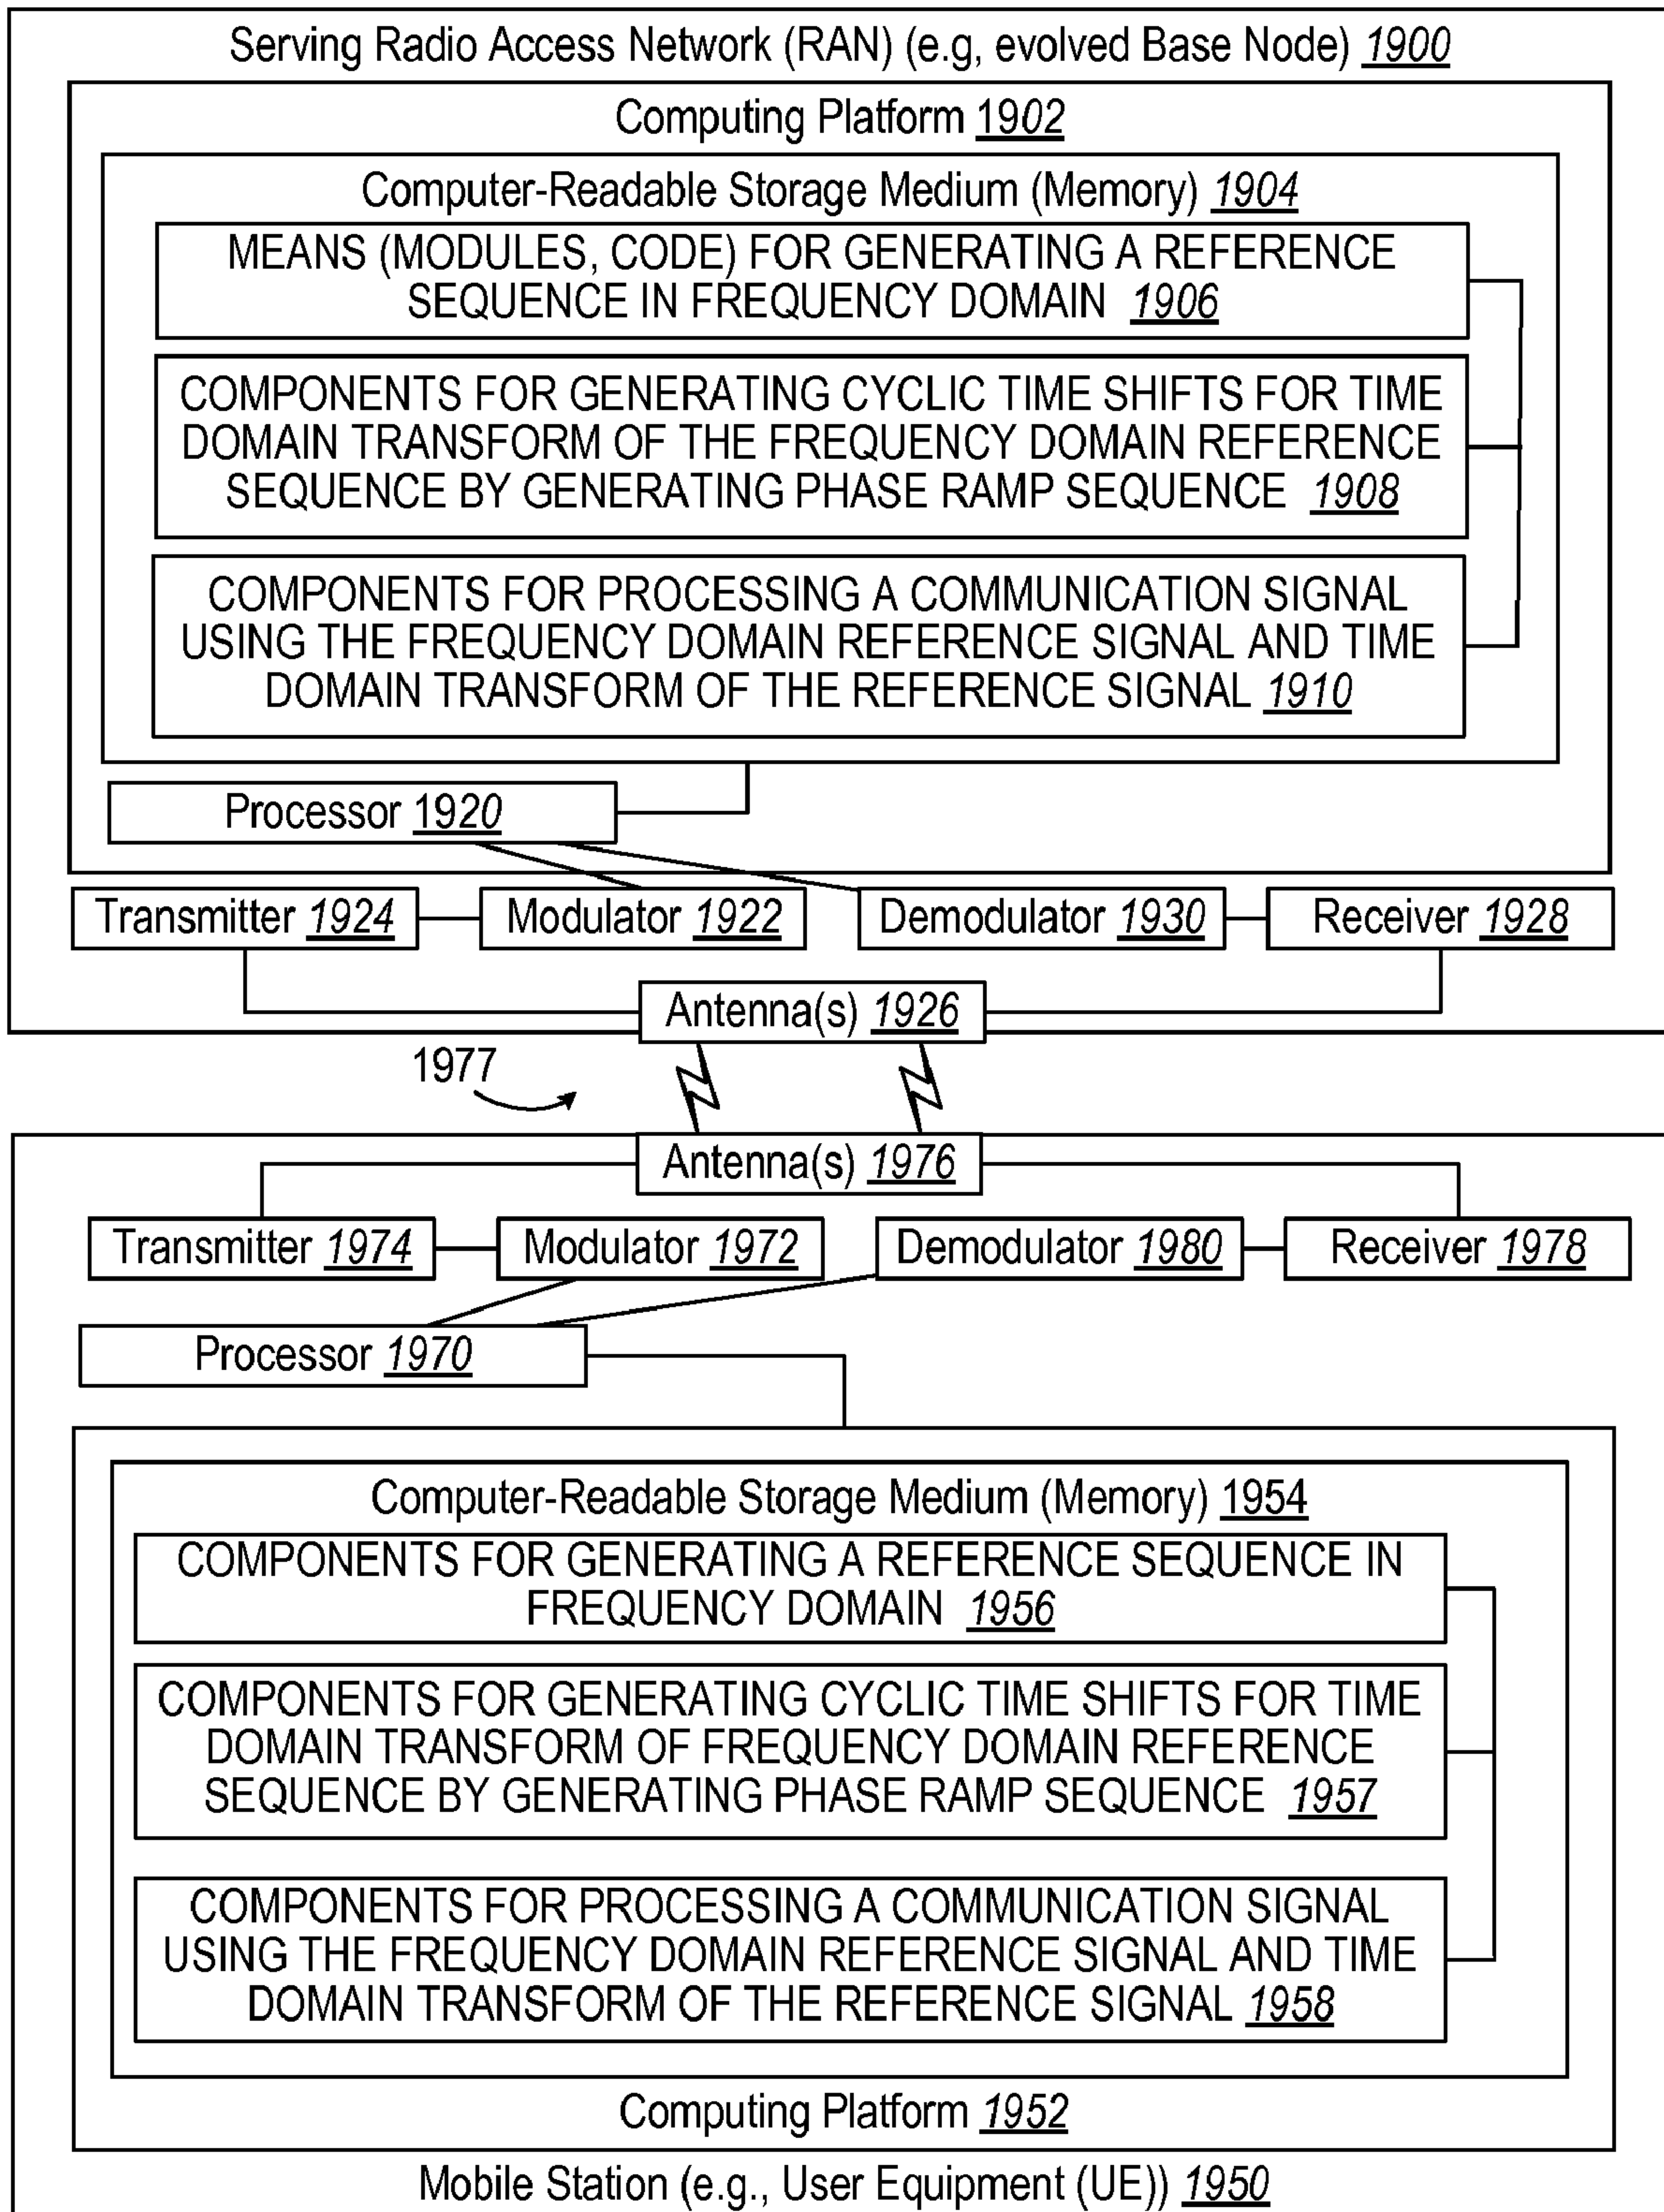 Serving Radio Access Network (RAN) (e.g, evolved Base Node) 1900
Computing Platform 1902
Computer-Readable Storage Medium (Memory) 1904
MEANS (MODULES, CODE) FOR GENERATING A REFERENCE
SEQUENCE IN FREQUENCY DOMAIN 1906
COMPONENTS FOR GENERATING CYCLIC TIME SHIFTS FOR TIME
DOMAIN TRANSFORM OF THE FREQUENCY DOMAIN REFERENCE
SEQUENCE BY GENERATING PHASE RAMP SEQUENCE 1908
COMPONENTS FOR PROCESSING A COMMUNICATION SIGNAL
USING THE FREQUENCY DOMAIN REFERENCE SIGNAL AND TIME
DOMAIN TRANSFORM OF THE REFERENCE SIGNAL 1910
Processor 1920
Transmitter 1924 Modulator 1922 Demodulator 1930 Receiver 1928
Antenna(s) 1926
1977
Antenna(s) 1976
Transmitter 1974 Modulator 1972 Demodulator 1980 Receiver 1978
Processor 1970
Computer-Readable Storage Medium (Memory) 1954
COMPONENTS FOR GENERATING A REFERENCE SEQUENCE IN
FREQUENCY DOMAIN 1956
COMPONENTS FOR GENERATING CYCLIC TIME SHIFTS FOR TIME
DOMAIN TRANSFORM OF FREQUENCY DOMAIN REFERENCE
SEQUENCE BY GENERATING PHASE RAMP SEQUENCE 1957
COMPONENTS FOR PROCESSING A COMMUNICATION SIGNAL
USING THE FREQUENCY DOMAIN REFERENCE SIGNAL AND TIME
DOMAIN TRANSFORM OF THE REFERENCE SIGNAL 1958
Computing Platform 1952
Mobile Station (e.g., User Equipment (UE)) 1950